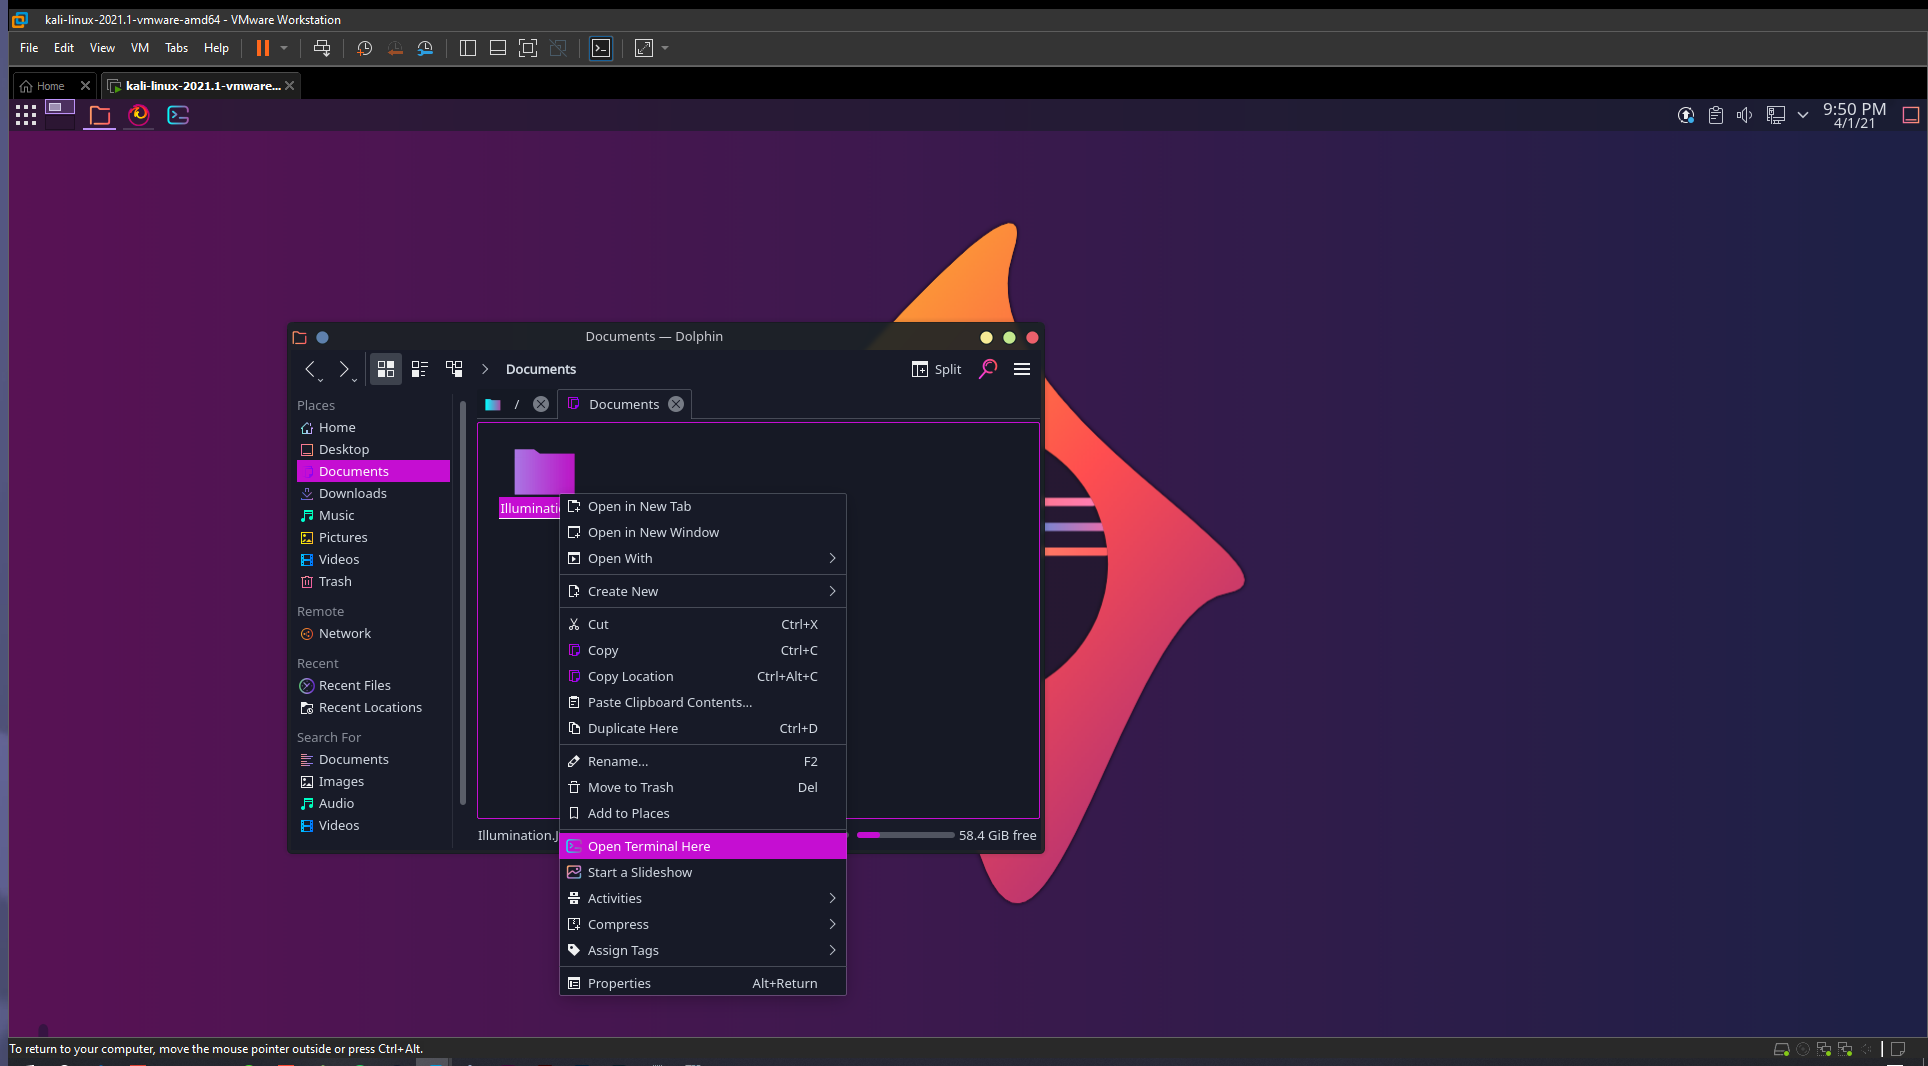 kali-linux-2021.1-vmware-amd64 - VMware Workstation
File Edit View VM Tabs Help
Home kali-linux-2021.1-vmware...
9:50 PM
4/1/21
Documents — Dolphin
Documents Split
Places
Home
Desktop
Documents
Downloads
Music
Pictures
Videos
Trash
Remote
Network
Recent
Recent Files
Recent Locations
Search For
Documents
Images
Audio
Videos
/ Documents
Illuminati
Open in New Tab
Open in New Window
Open With
Create New
Cut Ctrl+X
Copy Ctrl+C
Copy Location Ctrl+Alt+C
Paste Clipboard Contents...
Duplicate Here Ctrl+D
Rename... F2
Move to Trash Del
Add to Places
Open Terminal Here
Start a Slideshow
Activities
Compress
Assign Tags
Properties Alt+Return
Illumination. 58.4 GiB free
To return to your computer, move the mouse pointer outside or press Ctrl+Alt.